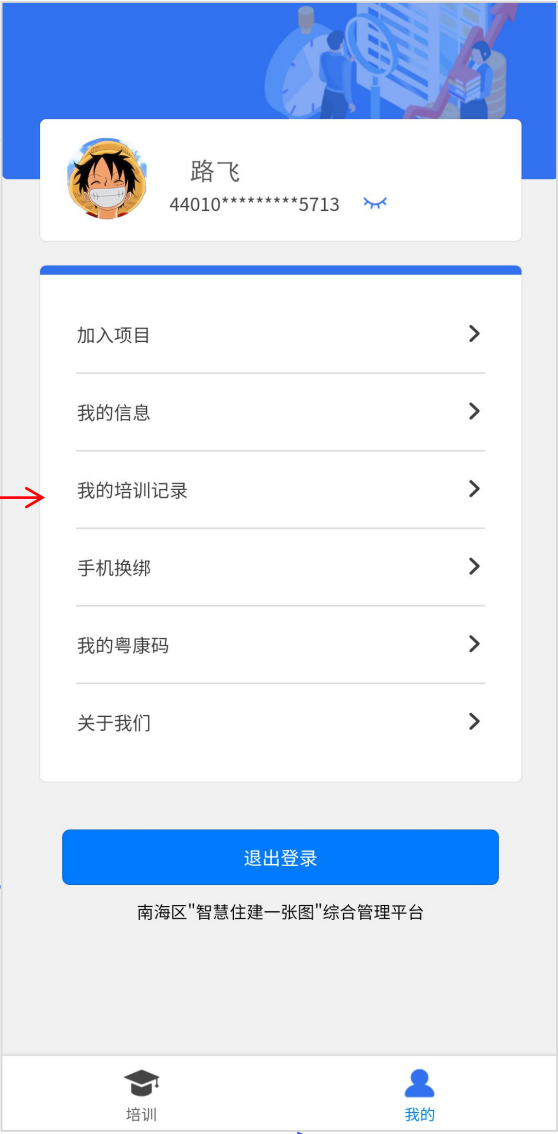 路飞
44010*********5713
加入项目
我的信息
我的培训记录
手机换绑
我的粤康码
关于我们
退出登录
南海区"智慧住建一张图"综合管理平台
培训
我的